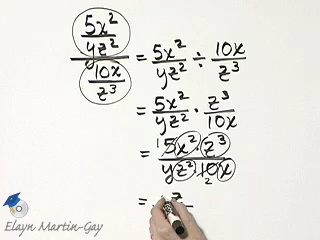 5x²/yz² / 10x/z³ = 5x²/yz² ÷ 10x/z³
= 5x²/yz² · z³/10x
= 1 5x² · z³ / yz² 10x 2
= z
Elayn Martin-Gay